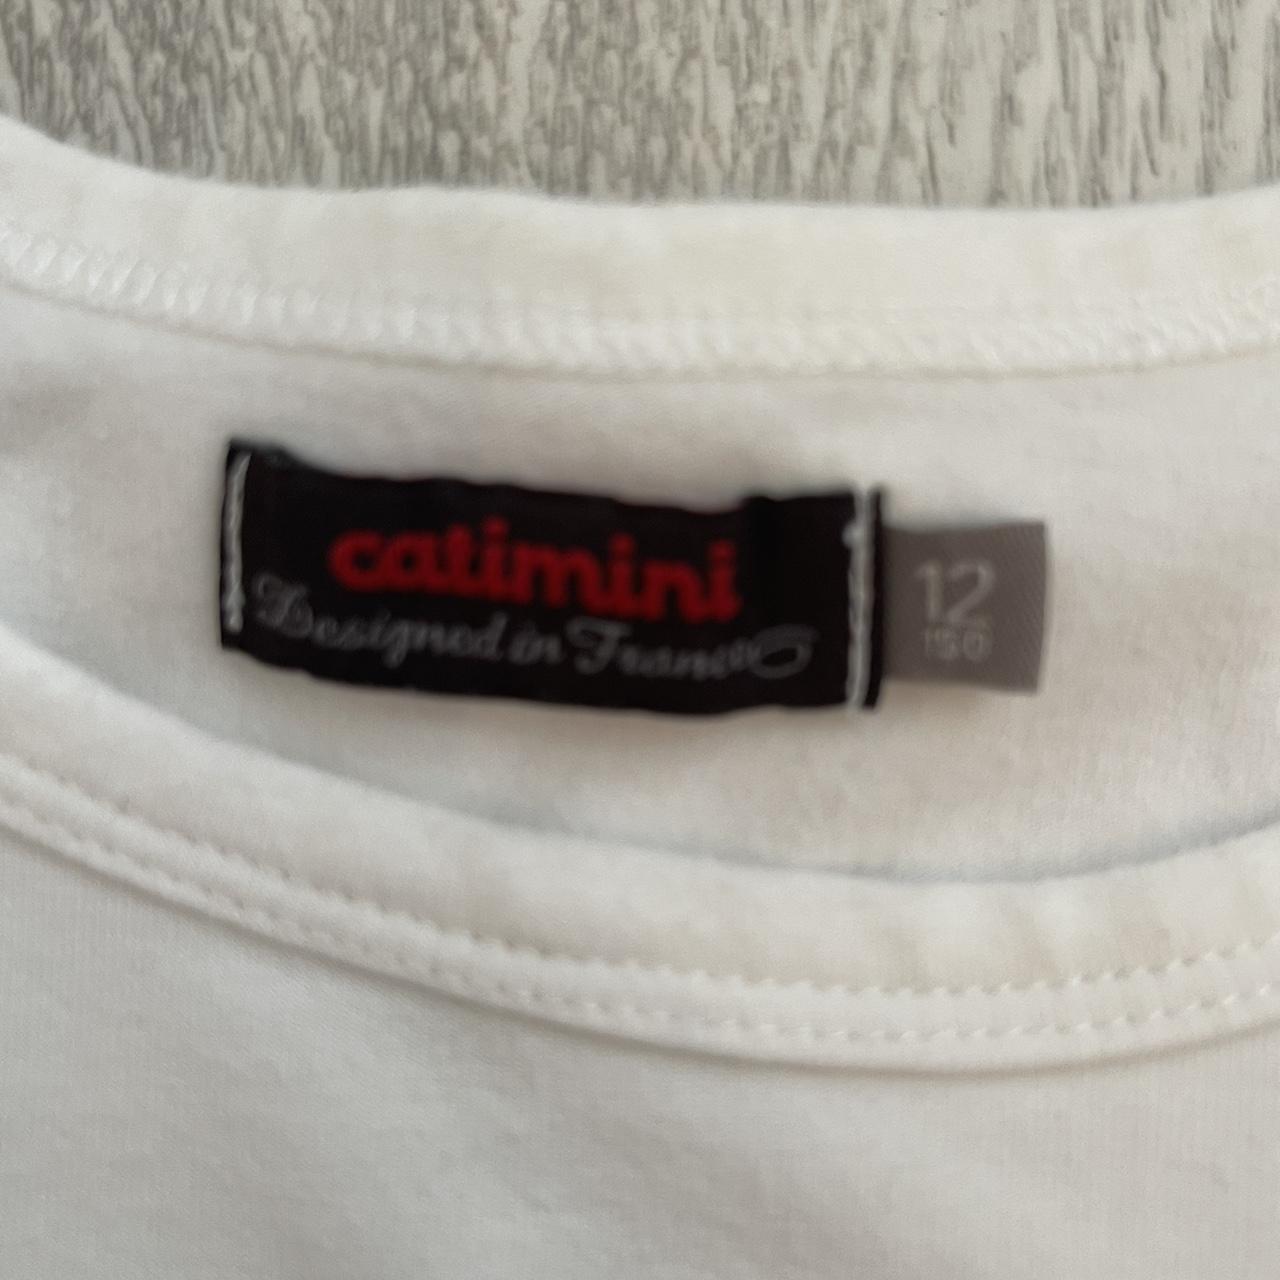 catimini
Designed in France
12
150